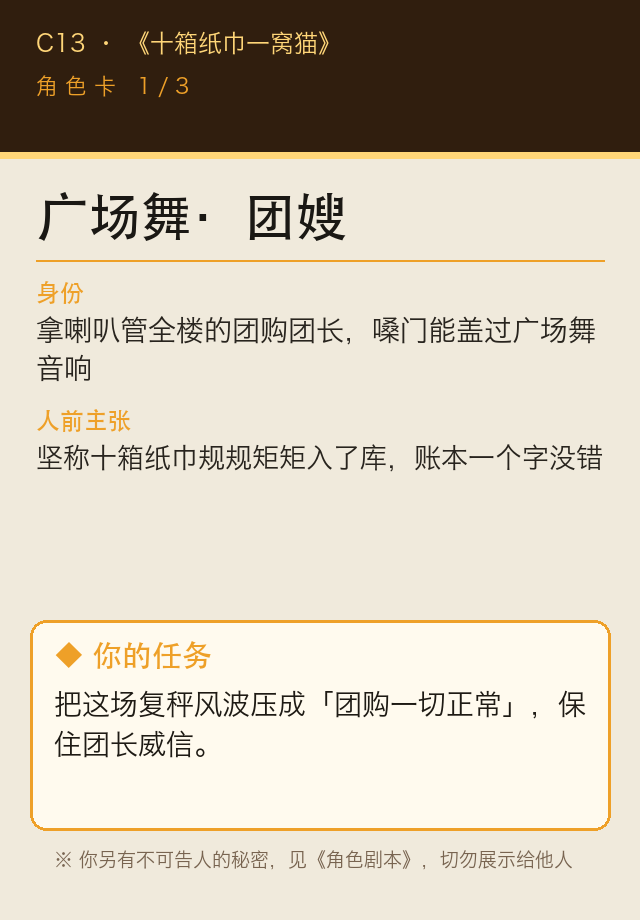 C13 · 《十箱纸巾一窝猫》
角色卡 1/3
广场舞· 团嫂
身份
拿喇叭管全楼的团购团长，嗓门能盖过广场舞
音响
人前主张
坚称十箱纸巾规规矩矩入了库，账本一个字没错
◆ 你的任务
把这场复秤风波压成「团购一切正常」，保
住团长威信。
※ 你另有不可告人的秘密，见《角色剧本》，切勿展示给他人